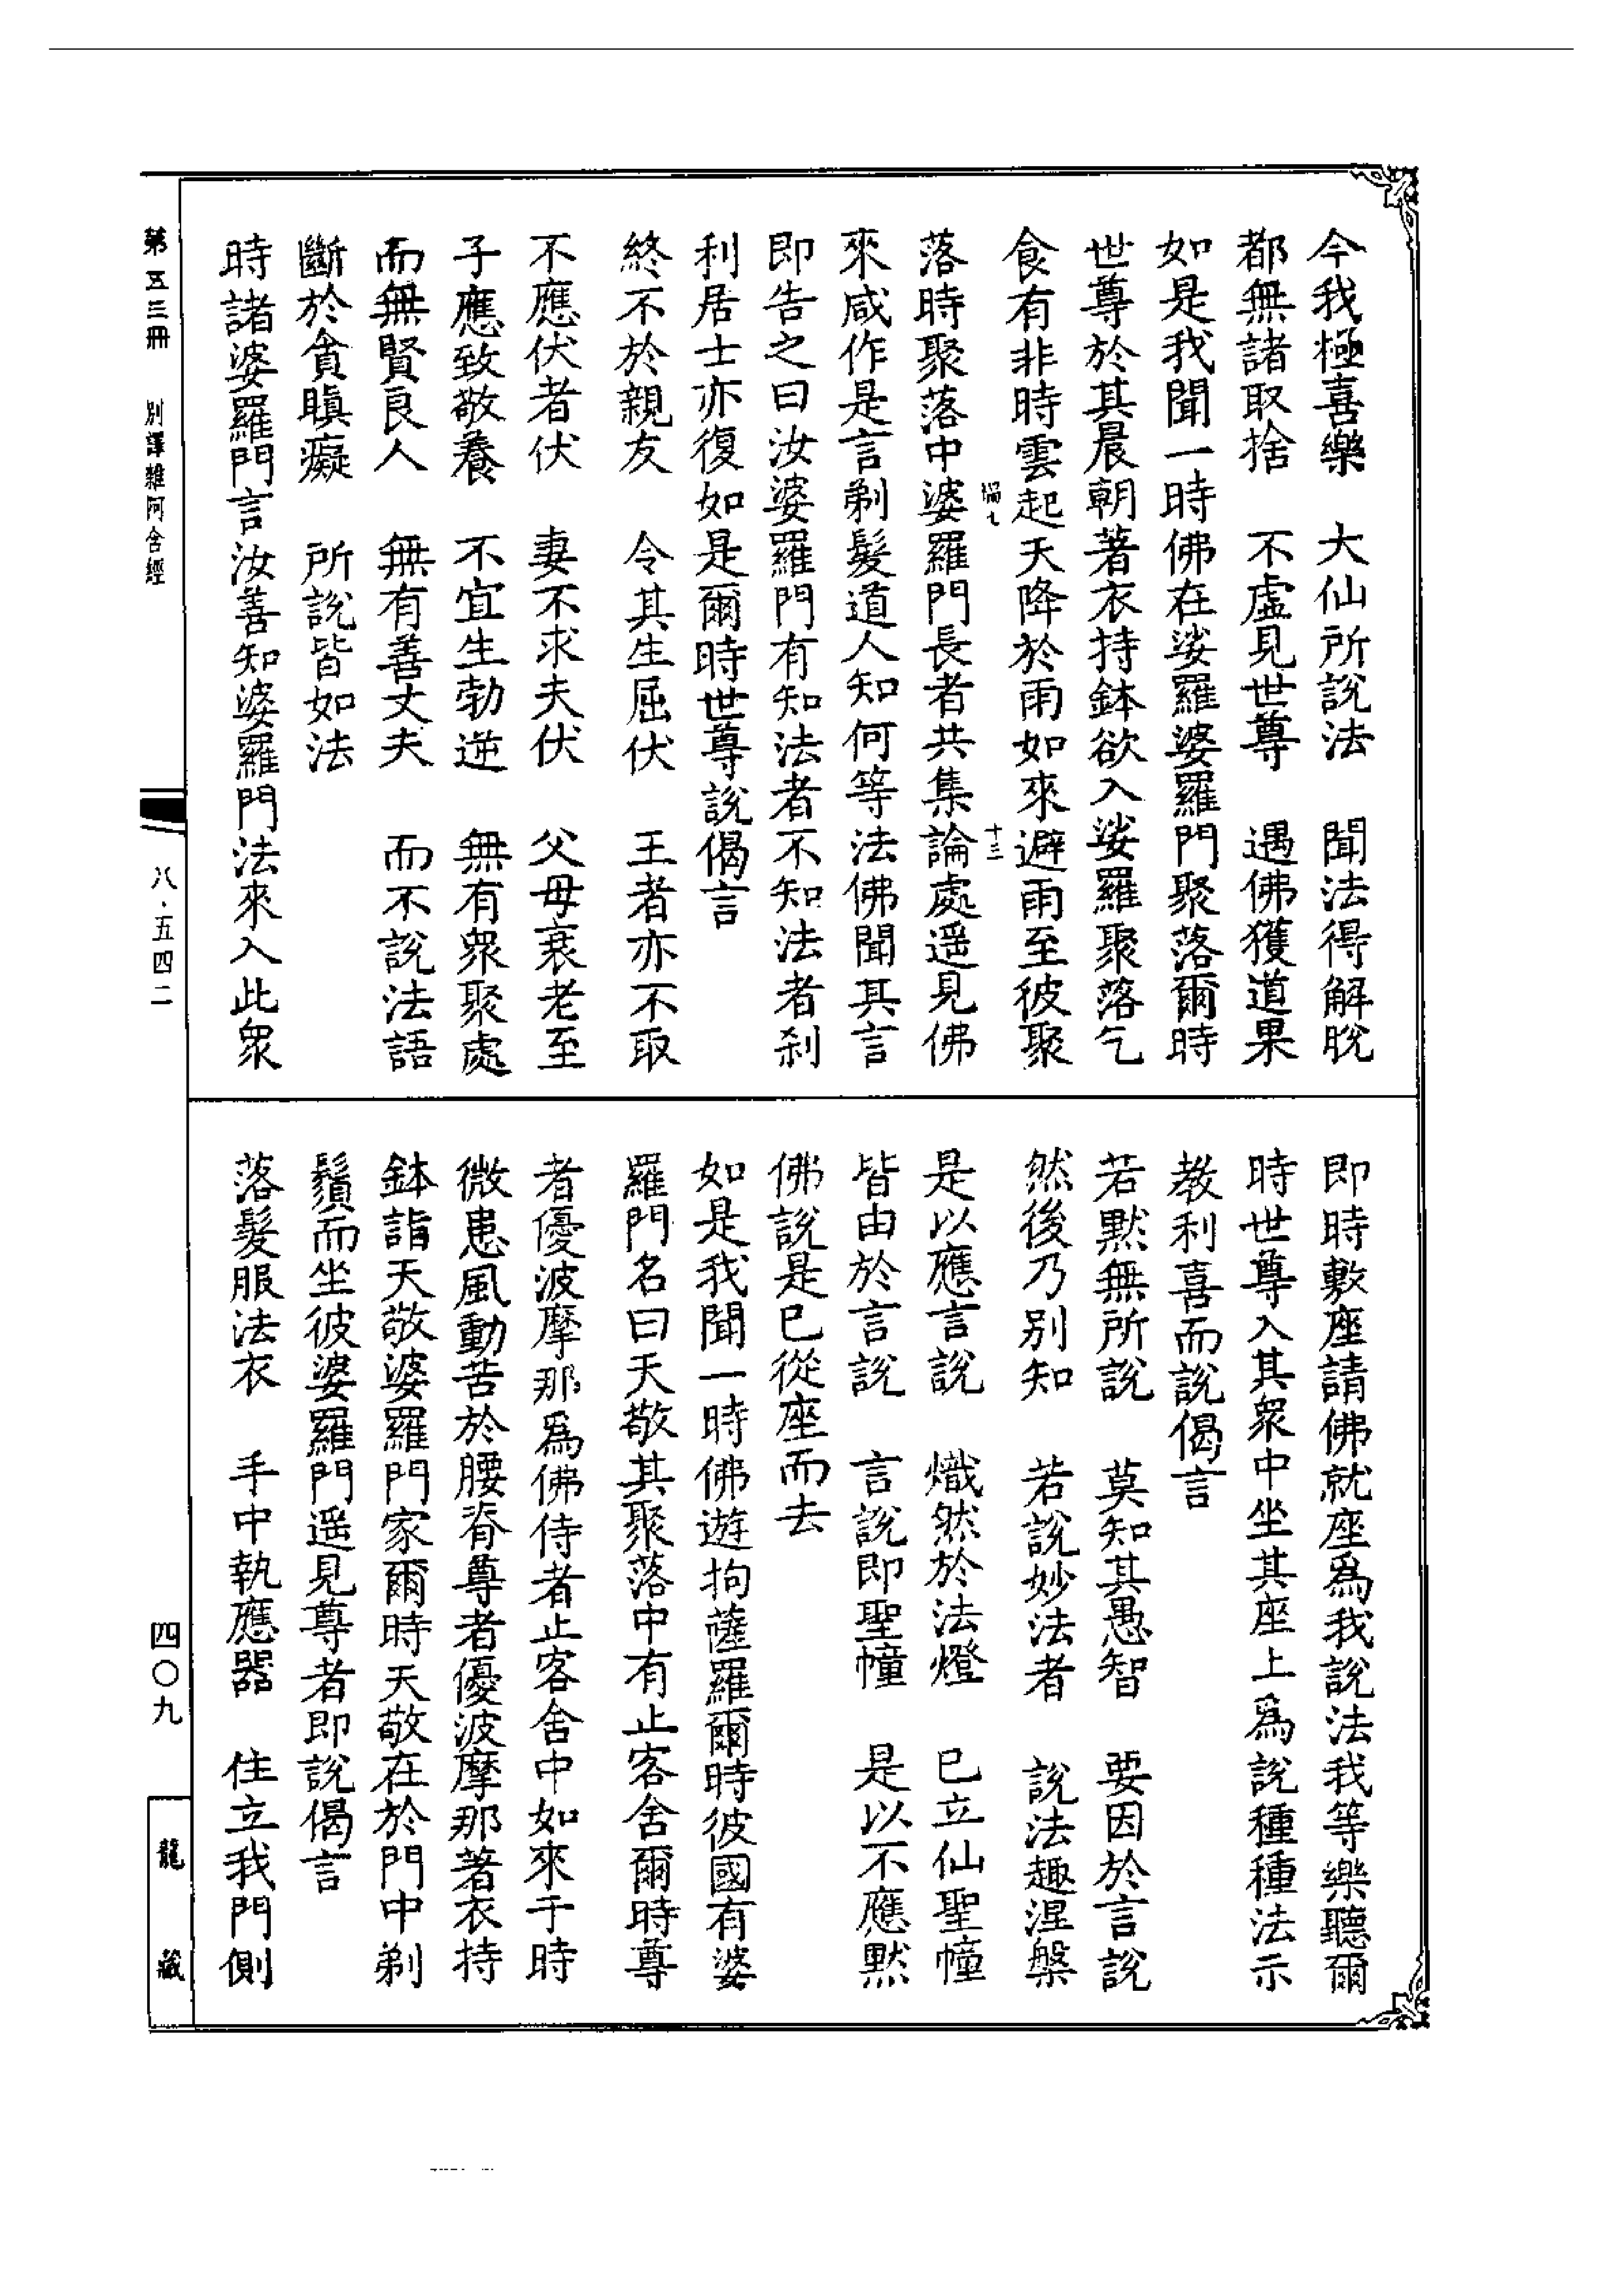 今我極喜樂　大仙所說法　聞法得解脫
都無諸取捨　不虛見世尊　遇佛獲道果
如是我聞一時佛在娑羅婆羅門聚落爾時
世尊於其晨朝著衣持鉢欲入娑羅聚落乞
食有非時雲起天降於雨如來避雨至彼聚
十三
落時聚落中婆羅門長者共集論處遥見佛
來咸作是言剃髮道人知何等法佛聞其言
即告之曰汝婆羅門有知法者不知法者刹
利居士亦復如是爾時世尊說偈言
終不於親友　令其生屈伏　王者亦不取
不應伏者伏　妻不求夫伏　父母衰老至
子應致敬養　不宜生勃逆　無有眾聚處
而無賢良人　無有善丈夫　而不說法語
斷於貪瞋癡　所說皆如法
時諸婆羅門言汝善知婆羅門法來入此眾
即時敷座請佛就座爲我說法我等樂聽爾
時世尊入其眾中坐其座上爲說種種法示
教利喜而說偈言
若默無所說　莫知其愚智　要因於言說
然後乃別知　若說妙法者　說法趣涅槃
是以應言說　熾然於法燈　已立仙聖幢
皆由於言說　言說即聖幢　是以不應默
佛說是已從座而去
如是我聞一時佛遊拘薩羅爾時彼國有婆
羅門名曰天敬其聚落中有止客舍爾時尊
者優波摩那爲佛侍者止客舍中如來于時
微患風動苦於腰脊尊者優波摩那著衣持
鉢詣天敬婆羅門家爾時天敬在於門中剃
鬚而坐彼婆羅門遥見尊者即說偈言
落髮服法衣　手中執應器　住立我門側
第五三冊　別譯雜阿含經
八·五四二
四〇九
龍藏